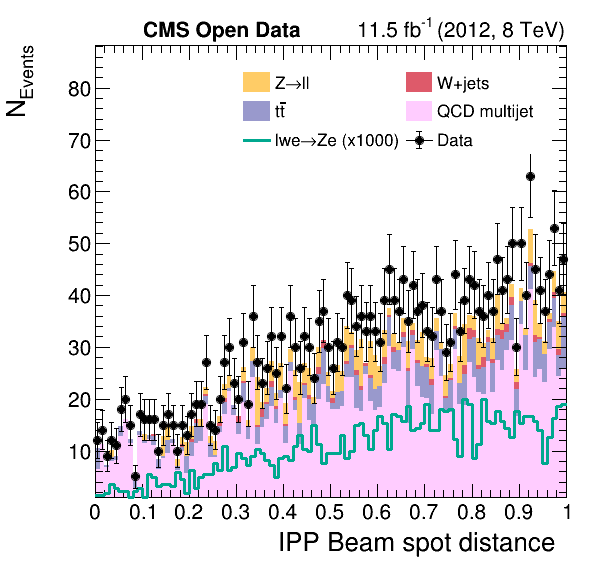 CMS Open Data 11.5 fb⁻¹ (2012, 8 TeV)
N_Events
Z→ll W+jets
tt̄ QCD multijet
lwe→Ze (x1000) Data
80
70
60
50
40
30
20
10
0 0.1 0.2 0.3 0.4 0.5 0.6 0.7 0.8 0.9 1
IPP Beam spot distance